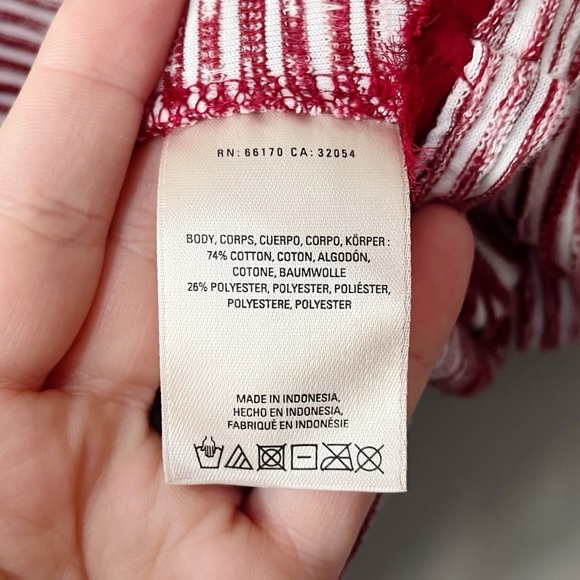 RN: 66170 CA: 32054
BODY, CORPS, CUERPO, CORPO, KÖRPER :
74% COTTON, COTON, ALGODÓN,
COTONE, BAUMWOLLE
26% POLYESTER, POLYESTER, POLIÉSTER,
POLYESTERE, POLYESTER
MADE IN INDONESIA,
HECHO EN INDONESIA,
FABRIQUÉ EN INDONÉSIE